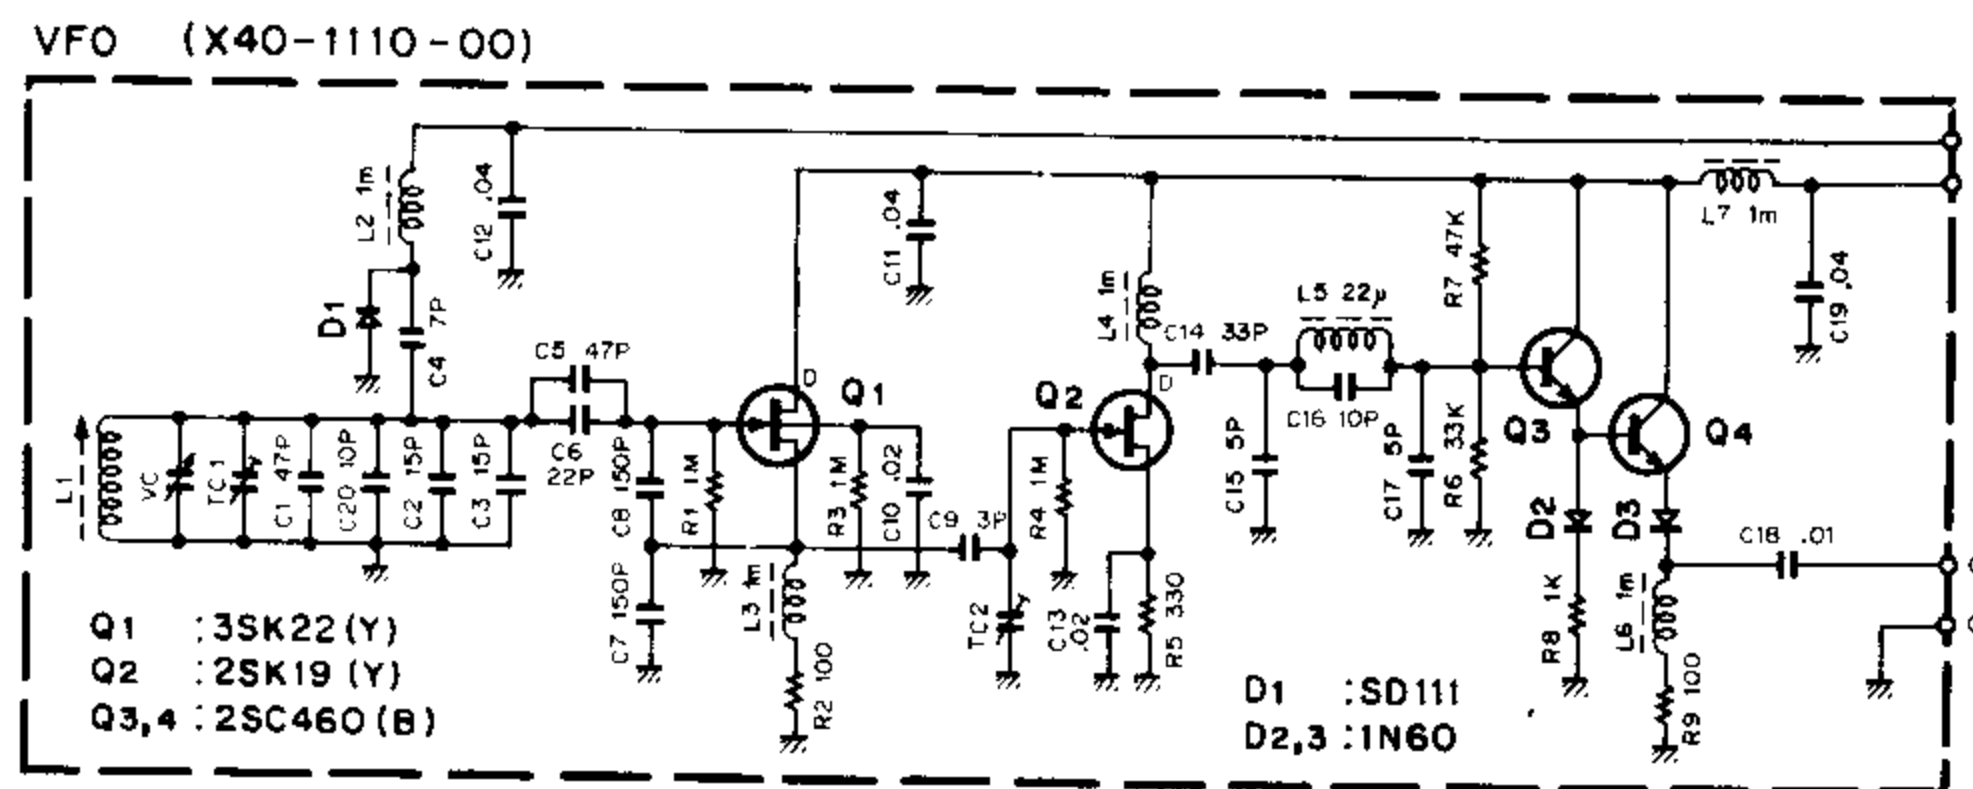 VFO (X40-1110-00)
L2 1m
C12 .04
C11 .04
L7 1m
C19 .04
D1
C4 7P
L4 1m
C14 33P
L5 22μ
R7 47K
C5 47P
C6
22P
D
Q1
Q2
D
C16 10P
Q3
Q4
L1
VC
TC1
C1 47P
C20 10P
C2 15P
C3 15P
C8 150P
R1 1M
R3 1M
C10 .02
C9 3P
R4 1M
C15 5P
C17 5P
R6 33K
D2
D3
C18 .01
C7 150P
L3 1m
R2 100
TC2
C13
.02
R5 330
R8 1K
L6 1m
R9 100
Q1 :3SK22(Y)
Q2 :2SK19 (Y)
Q3,4 :2SC460(B)
D1 :SD111
D2,3 :1N60